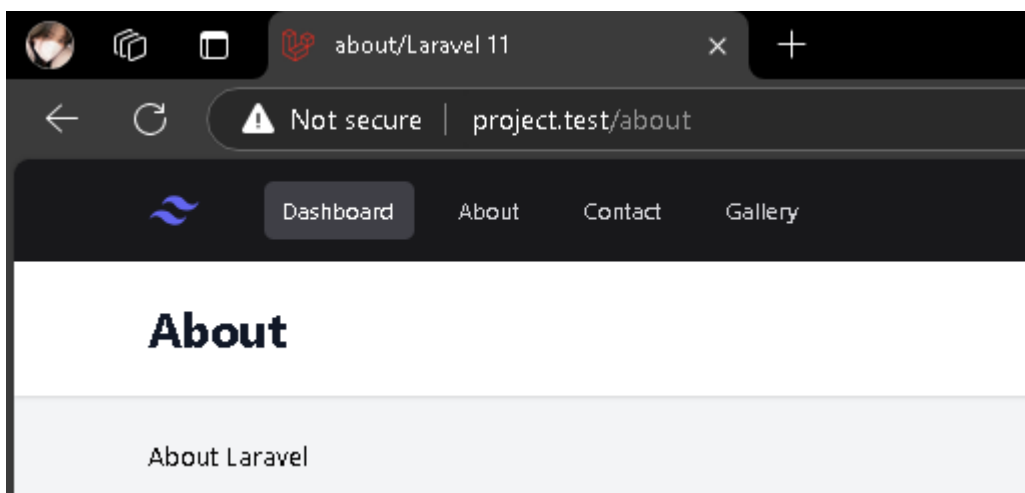 about/Laravel 11
Not secure project.test/about
Dashboard About Contact Gallery
About
About Laravel